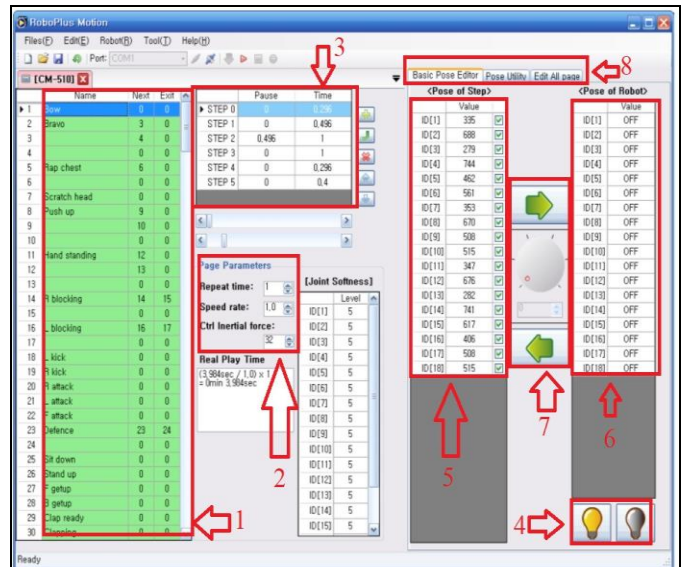 RoboPlus Motion
Files(F) Edit(E) Robot(R) Tool(T) Help(H)
Port: COM1
3
8
[CM-510]
Basic Pose Editor Pose Utility Edit All page
Name Next Exit
1 Bow 0 0
2 Bravo 3 0
3 4 0
4 0 0
5 Rap chest 6 0
6 0 0
7 Scratch head 0 0
8 Push up 9 0
9 10 0
10 0 0
11 Hand standing 12 0
12 13 0
13 0 0
14 R blocking 14 15
15 0 0
16 L blocking 16 17
17 0 0
18 L kick 0 0
19 R kick 0 0
20 R attack 0 0
21 L attack 0 0
22 F attack 0 0
23 Defence 23 24
24 0 0
25 Sit down 0 0
26 Stand up 0 0
27 F getup 0 0
28 B getup 0 0
29 Clap ready 0 0
30 Clapping 0 0
1
Pause Time
STEP 0 0 0,296
STEP 1 0 0,496
STEP 2 0,496 1
STEP 3 0 1
STEP 4 0 0,296
STEP 5 0 0,4
Page Parameters
Repeat time: 1
Speed rate: 1,0
Ctrl Inertial force:
32
Real Play Time
(3,984sec / 1,0) x 1
= 0min 3,984sec
2
[Joint Softness]
Level
ID[1] 5
ID[2] 5
ID[3] 5
ID[4] 5
ID[5] 5
ID[6] 5
ID[7] 5
ID[8] 5
ID[9] 5
ID[10] 5
ID[11] 5
ID[12] 5
ID[13] 5
ID[14] 5
ID[15] 5
<Pose of Step>
Value
ID[1] 335
ID[2] 688
ID[3] 279
ID[4] 744
ID[5] 462
ID[6] 561
ID[7] 353
ID[8] 670
ID[9] 508
ID[10] 515
ID[11] 347
ID[12] 676
ID[13] 282
ID[14] 741
ID[15] 617
ID[16] 406
ID[17] 508
ID[18] 515
5
0
7
<Pose of Robot>
Value
ID[1] OFF
ID[2] OFF
ID[3] OFF
ID[4] OFF
ID[5] OFF
ID[6] OFF
ID[7] OFF
ID[8] OFF
ID[9] OFF
ID[10] OFF
ID[11] OFF
ID[12] OFF
ID[13] OFF
ID[14] OFF
ID[15] OFF
ID[16] OFF
ID[17] OFF
ID[18] OFF
6
4
Ready